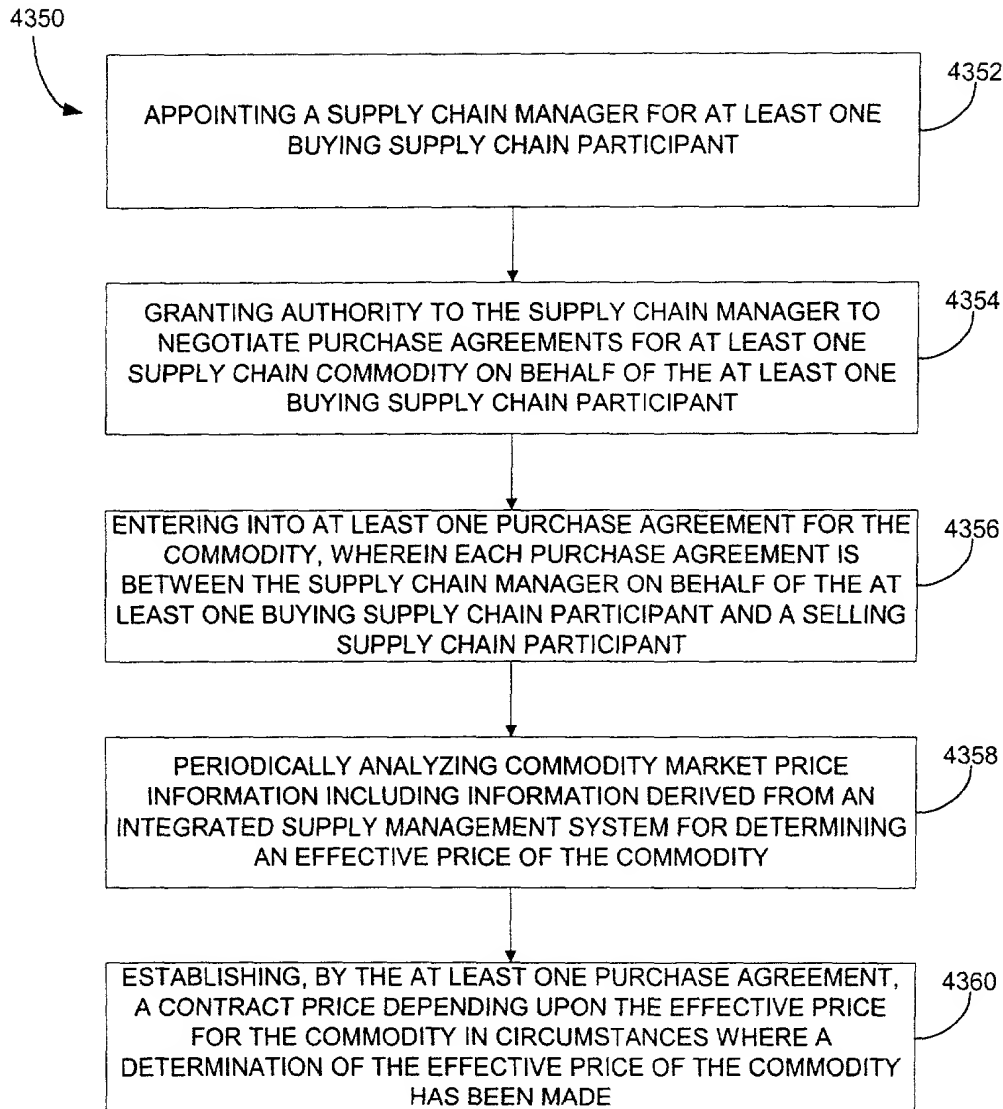 4350
4352
APPOINTING A SUPPLY CHAIN MANAGER FOR AT LEAST ONE
BUYING SUPPLY CHAIN PARTICIPANT
4354
GRANTING AUTHORITY TO THE SUPPLY CHAIN MANAGER TO
NEGOTIATE PURCHASE AGREEMENTS FOR AT LEAST ONE
SUPPLY CHAIN COMMODITY ON BEHALF OF THE AT LEAST ONE
BUYING SUPPLY CHAIN PARTICIPANT
4356
ENTERING INTO AT LEAST ONE PURCHASE AGREEMENT FOR THE
COMMODITY, WHEREIN EACH PURCHASE AGREEMENT IS
BETWEEN THE SUPPLY CHAIN MANAGER ON BEHALF OF THE AT
LEAST ONE BUYING SUPPLY CHAIN PARTICIPANT AND A SELLING
SUPPLY CHAIN PARTICIPANT
4358
PERIODICALLY ANALYZING COMMODITY MARKET PRICE
INFORMATION INCLUDING INFORMATION DERIVED FROM AN
INTEGRATED SUPPLY MANAGEMENT SYSTEM FOR DETERMINING
AN EFFECTIVE PRICE OF THE COMMODITY
4360
ESTABLISHING, BY THE AT LEAST ONE PURCHASE AGREEMENT,
A CONTRACT PRICE DEPENDING UPON THE EFFECTIVE PRICE
FOR THE COMMODITY IN CIRCUMSTANCES WHERE A
DETERMINATION OF THE EFFECTIVE PRICE OF THE COMMODITY
HAS BEEN MADE